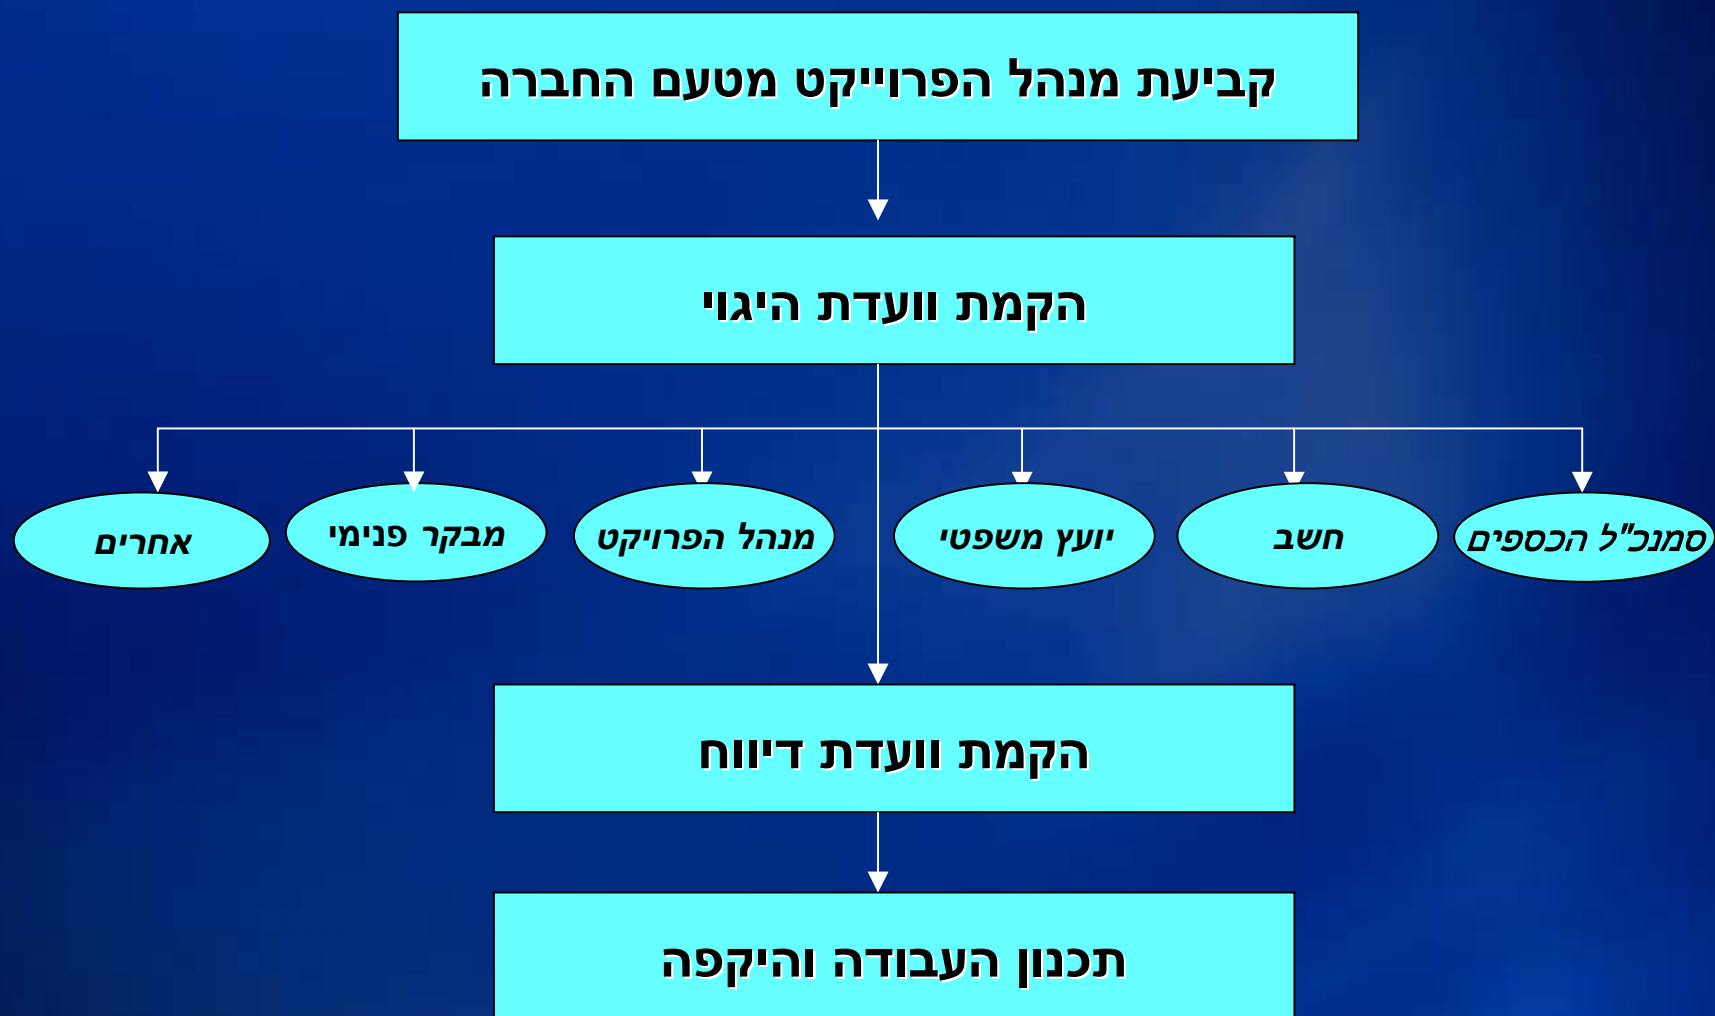 קביעת מנהל הפרוייקט מטעם החברה
הקמת וועדת היגוי
סמנכ"ל הכספים
חשב
יועץ משפטי
מנהל הפרויקט
מבקר פנימי
אחרים
הקמת וועדת דיווח
תכנון העבודה והיקפה